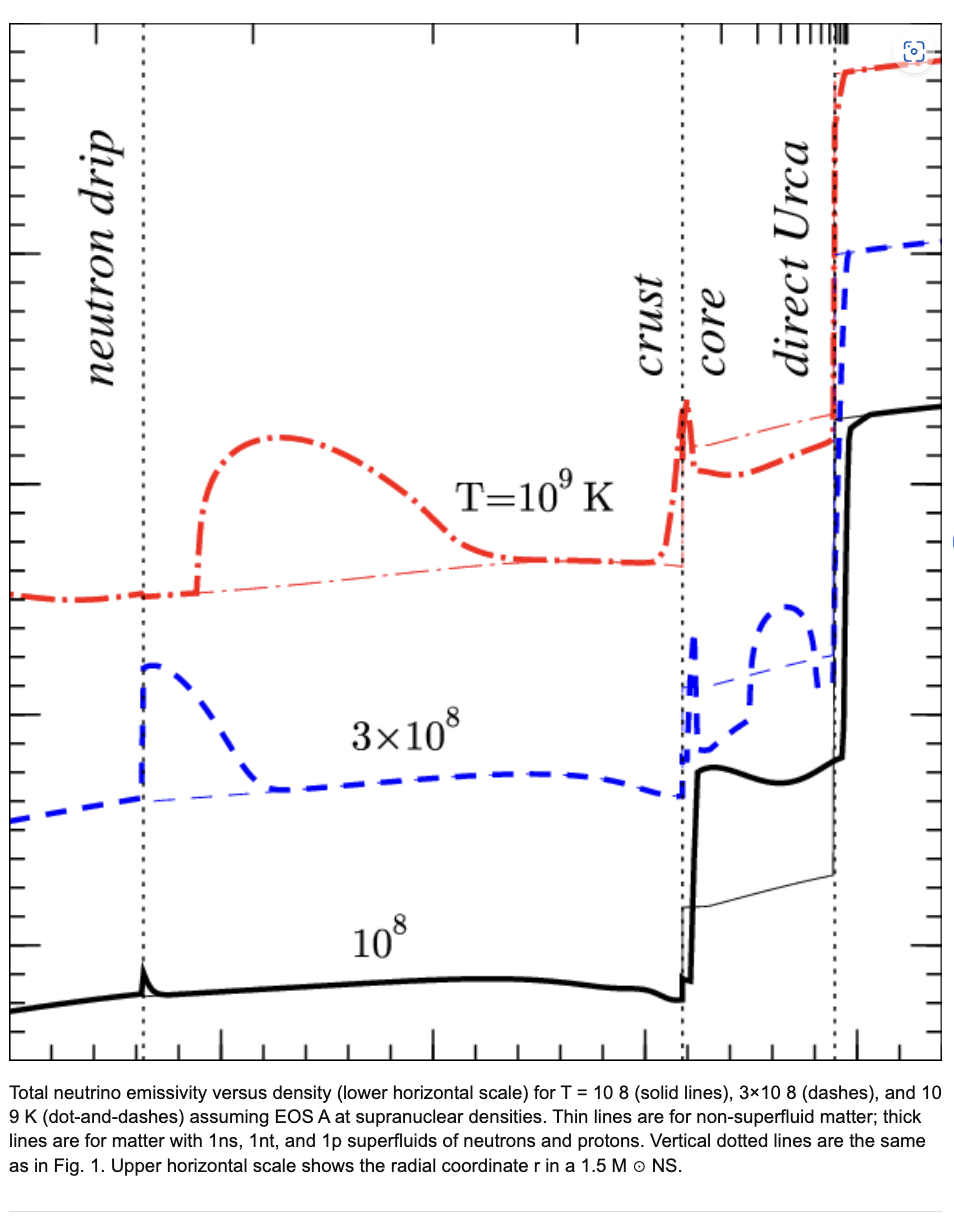 neutron drip
crust
core
direct Urca
T=10⁹ K
3×10⁸
10⁸
Total neutrino emissivity versus density (lower horizontal scale) for T = 10 8 (solid lines), 3×10 8 (dashes), and 10
9 K (dot-and-dashes) assuming EOS A at supranuclear densities. Thin lines are for non-superfluid matter; thick
lines are for matter with 1ns, 1nt, and 1p superfluids of neutrons and protons. Vertical dotted lines are the same
as in Fig. 1. Upper horizontal scale shows the radial coordinate r in a 1.5 M ⊙ NS.